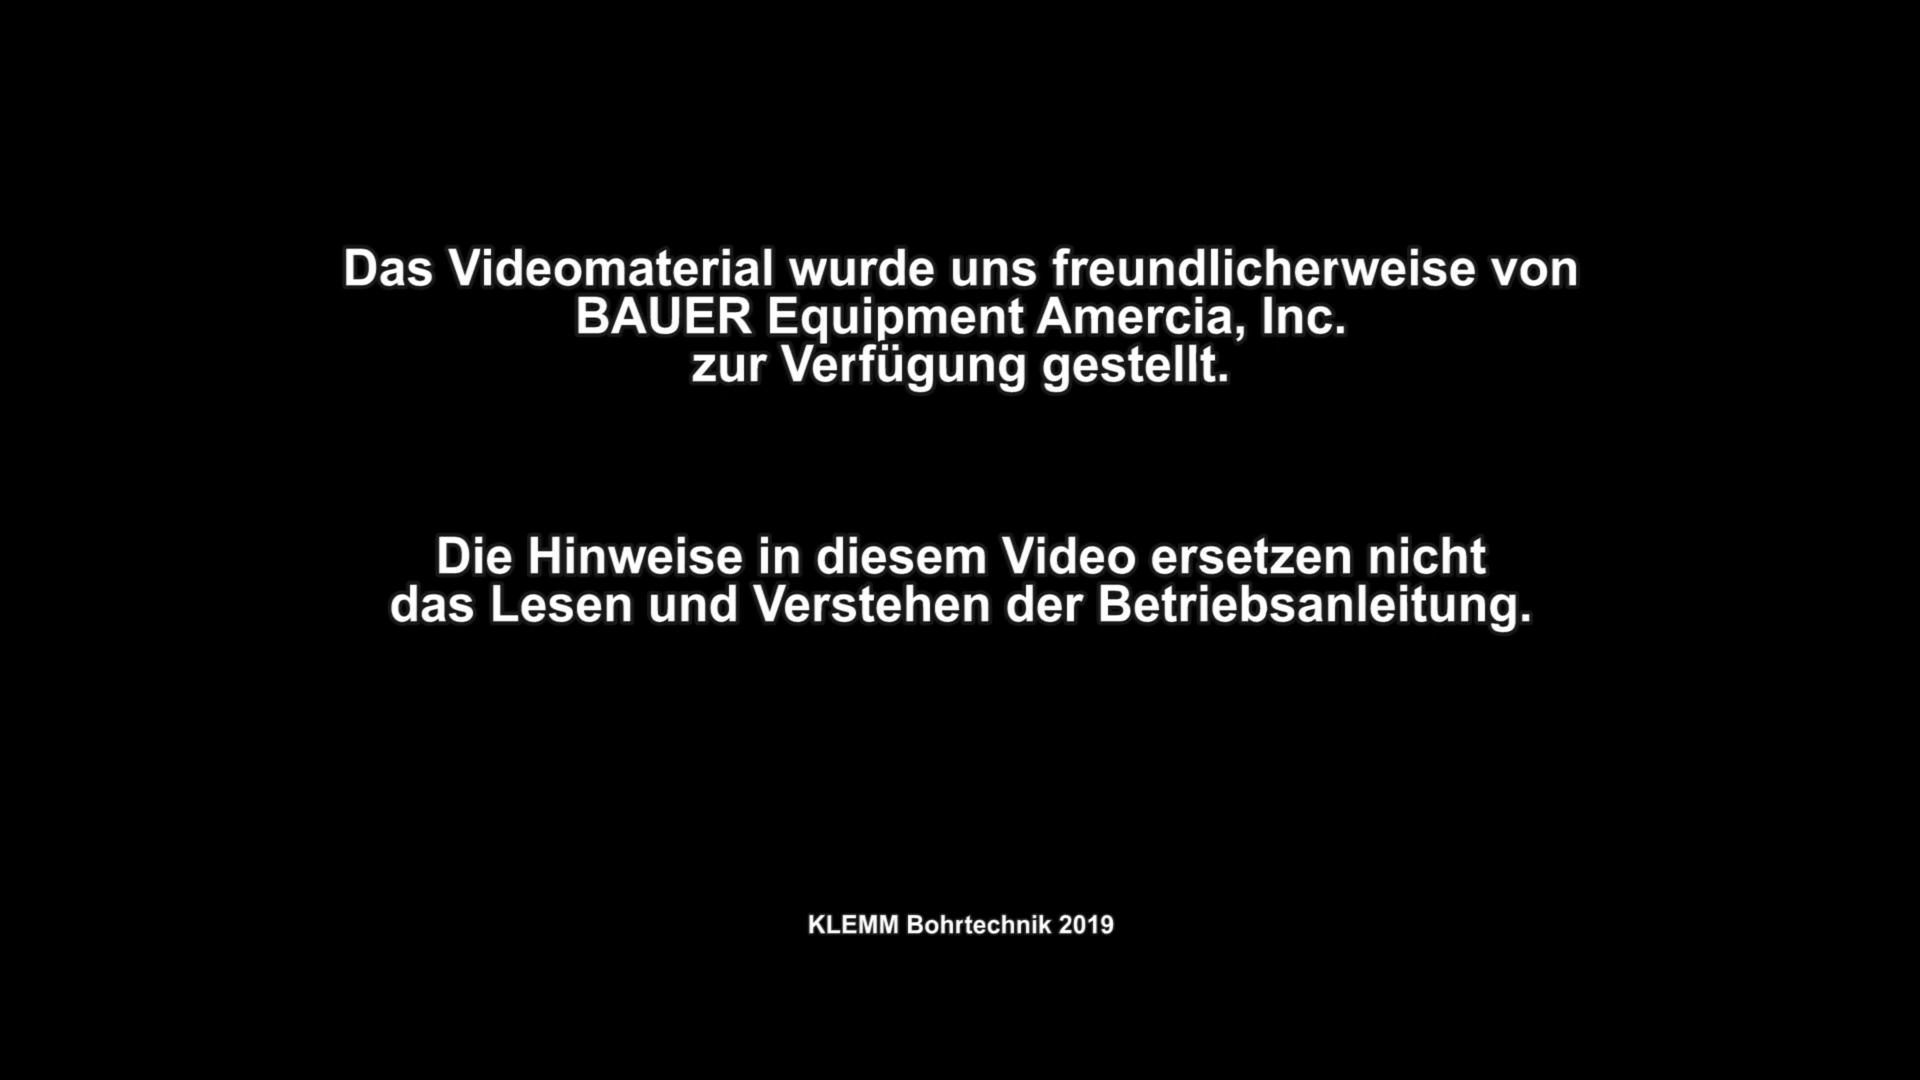 Das Videomaterial wurde uns freundlicherweise von
BAUER Equipment Amercia, Inc.
zur Verfügung gestellt.
Die Hinweise in diesem Video ersetzen nicht
das Lesen und Verstehen der Betriebsanleitung.
KLEMM Bohrtechnik 2019